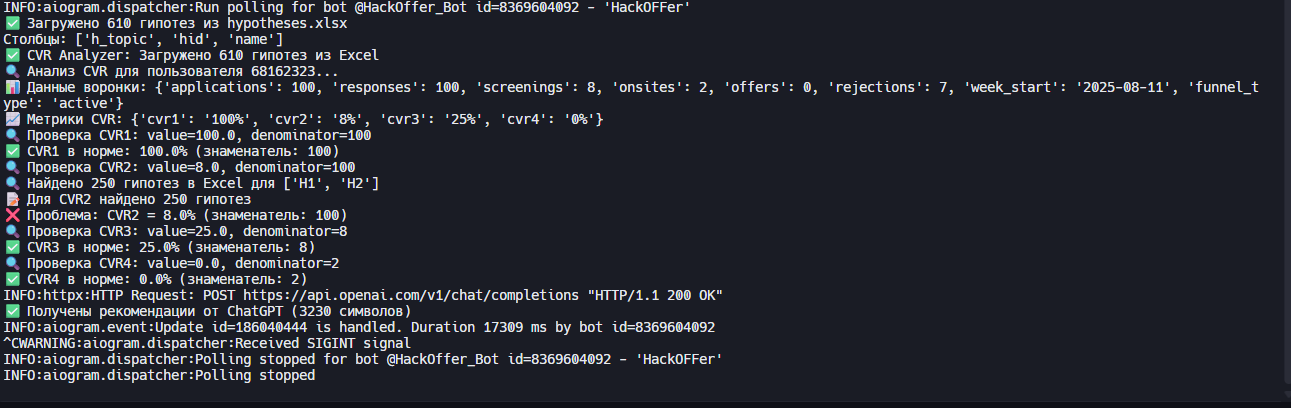 INFO:aiogram.dispatcher:Run polling for bot @HackOffer_Bot id=8369604092 - 'HackOFFer'
✅ Загружено 610 гипотез из hypotheses.xlsx
Столбцы: ['h_topic', 'hid', 'name']
✅ CVR Analyzer: Загружено 610 гипотез из Excel
🔍 Анализ CVR для пользователя 68162323...
📊 Данные воронки: {'applications': 100, 'responses': 100, 'screenings': 8, 'onsites': 2, 'offers': 0, 'rejections': 7, 'week_start': '2025-08-11', 'funnel_t
ype': 'active'}
📈 Метрики CVR: {'cvr1': '100%', 'cvr2': '8%', 'cvr3': '25%', 'cvr4': '0%'}
🔍 Проверка CVR1: value=100.0, denominator=100
✅ CVR1 в норме: 100.0% (знаменатель: 100)
🔍 Проверка CVR2: value=8.0, denominator=100
🔍 Найдено 250 гипотез в Excel для ['H1', 'H2']
📝 Для CVR2 найдено 250 гипотез
❌ Проблема: CVR2 = 8.0% (знаменатель: 100)
🔍 Проверка CVR3: value=25.0, denominator=8
✅ CVR3 в норме: 25.0% (знаменатель: 8)
🔍 Проверка CVR4: value=0.0, denominator=2
✅ CVR4 в норме: 0.0% (знаменатель: 2)
INFO:httpx:HTTP Request: POST https://api.openai.com/v1/chat/completions "HTTP/1.1 200 OK"
✅ Получены рекомендации от ChatGPT (3230 символов)
INFO:aiogram.event:Update id=186040444 is handled. Duration 17309 ms by bot id=8369604092
^CWARNING:aiogram.dispatcher:Received SIGINT signal
INFO:aiogram.dispatcher:Polling stopped for bot @HackOffer_Bot id=8369604092 - 'HackOFFer'
INFO:aiogram.dispatcher:Polling stopped